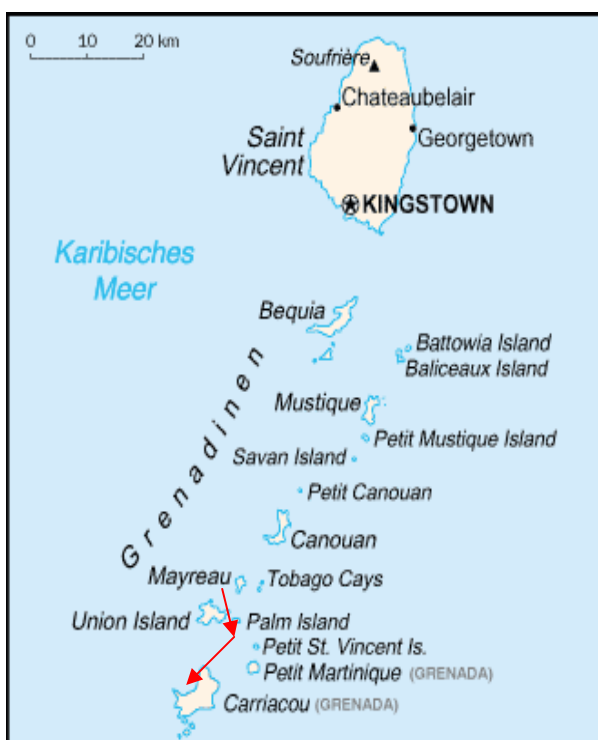 0 10 20 km
Soufrière
Chateaubelair
Georgetown
Saint
Vincent
KINGSTOWN
Karibisches
Meer
Bequia
Battowia Island
Baliceaux Island
Mustique
Petit Mustique Island
Savan Island
Petit Canouan
Grenadinen
Canouan
Mayreau
Tobago Cays
Union Island
Palm Island
Petit St. Vincent Is.
Petit Martinique (GRENADA)
Carriacou (GRENADA)